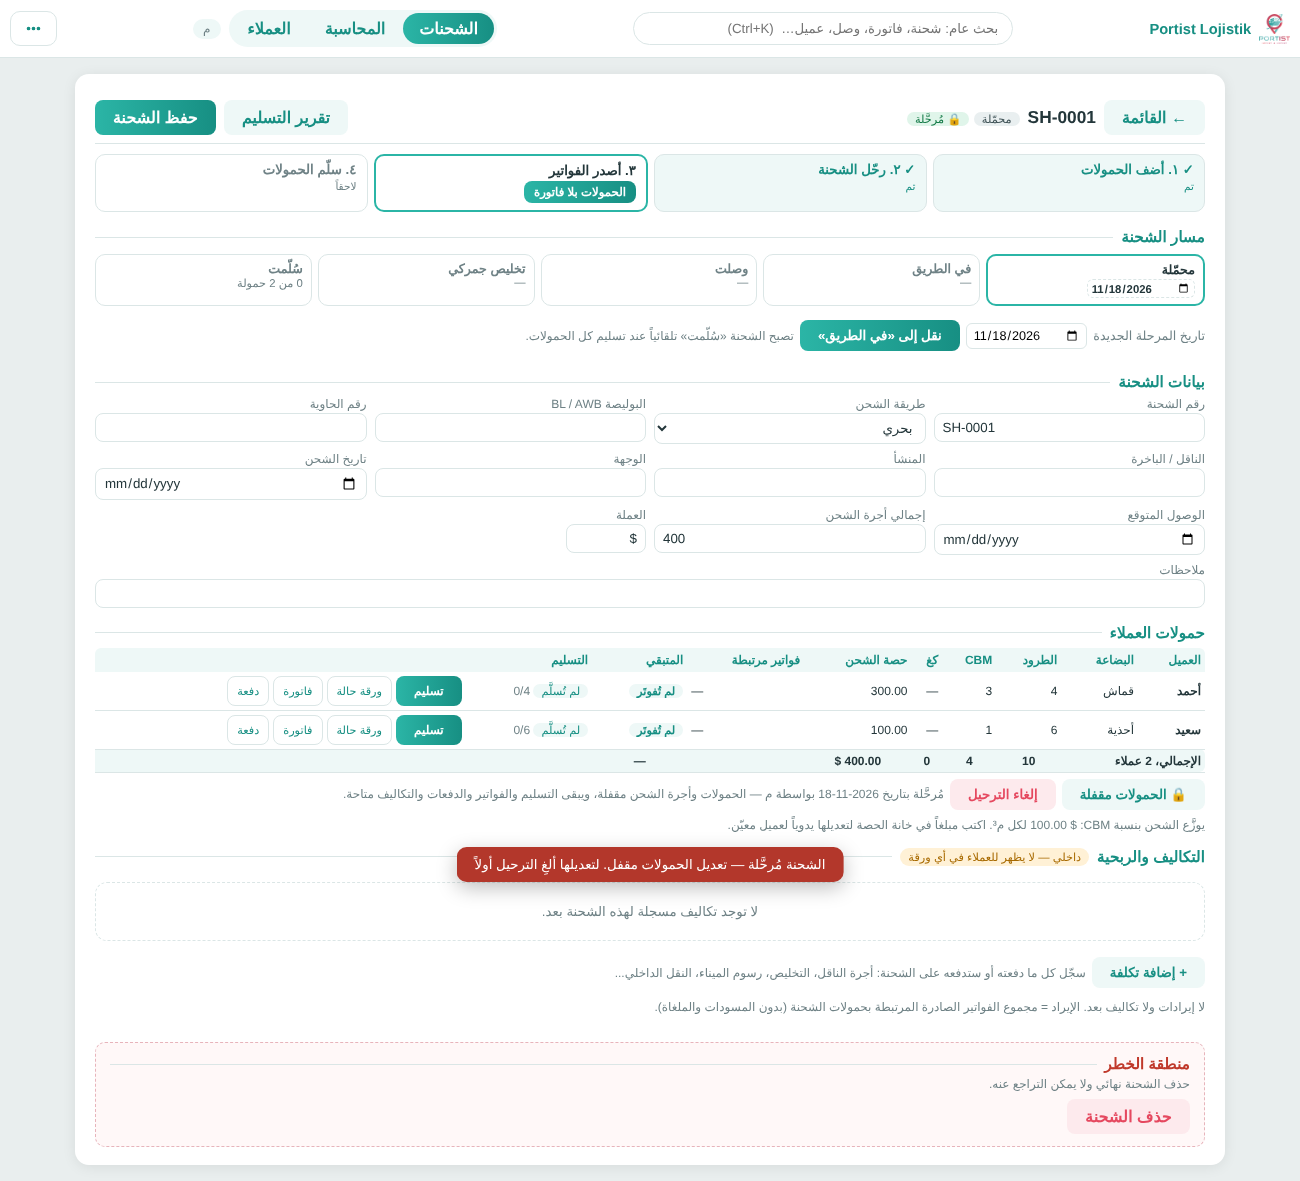 Portist Lojistik
PORTIST
بحث عام: شحنة، فاتورة، وصل، عميل... (Ctrl+K)
الشحنات
المحاسبة
العملاء
م
•••
← القائمة
SH-0001
محمّلة
🔒 مُرحَّلة
تقرير التسليم
حفظ الشحنة
✓ ١. أضف الحمولات
تم
✓ ٢. رحّل الشحنة
تم
٣. أصدر الفواتير
الحمولات بلا فاتورة
٤. سلّم الحمولات
لاحقاً
مسار الشحنة
محمّلة
11/18/2026
في الطريق
—
وصلت
—
تخليص جمركي
—
سُلّمت
0 من 2 حمولة
تاريخ المرحلة الجديدة
11/18/2026
نقل إلى «في الطريق»
تصبح الشحنة «سُلّمت» تلقائياً عند تسليم كل الحمولات.
بيانات الشحنة
رقم الشحنة
طريقة الشحن
البوليصة BL / AWB
رقم الحاوية
SH-0001
بحري
الناقل / الباخرة
المنشأ
الوجهة
تاريخ الشحن
mm/dd/yyyy
الوصول المتوقع
إجمالي أجرة الشحن
العملة
mm/dd/yyyy
400
$
ملاحظات
حمولات العملاء
العميل البضاعة الطرود CBM كغ حصة الشحن فواتير مرتبطة المتبقي التسليم
أحمد قماش 4 3 — 300.00 — لم تُفوتَر لم تُسلَّم 0/4 تسليم ورقة حالة فاتورة دفعة
سعيد أحذية 6 1 — 100.00 — لم تُفوتَر لم تُسلَّم 0/6 تسليم ورقة حالة فاتورة دفعة
الإجمالي، 2 عملاء 10 4 0 $ 400.00 —
🔒 الحمولات مقفلة
إلغاء الترحيل
مُرحَّلة بتاريخ 2026-11-18 بواسطة م — الحمولات وأجرة الشحن مقفلة، ويبقى التسليم والفواتير والدفعات والتكاليف متاحة.
يوزَّع الشحن بنسبة CBM: $ 100.00 لكل م³. اكتب مبلغاً في خانة الحصة لتعديلها يدوياً لعميل معيّن.
التكاليف والربحية
داخلي — لا يظهر للعملاء في أي ورقة
الشحنة مُرحَّلة — تعديل الحمولات مقفل. لتعديلها ألغِ الترحيل أولاً
لا توجد تكاليف مسجلة لهذه الشحنة بعد.
+ إضافة تكلفة
سجّل كل ما دفعته أو ستدفعه على الشحنة: أجرة الناقل، التخليص، رسوم الميناء، النقل الداخلي...
لا إيرادات ولا تكاليف بعد. الإيراد = مجموع الفواتير الصادرة المرتبطة بحمولات الشحنة (بدون المسودات والملغاة).
منطقة الخطر
حذف الشحنة نهائي ولا يمكن التراجع عنه.
حذف الشحنة